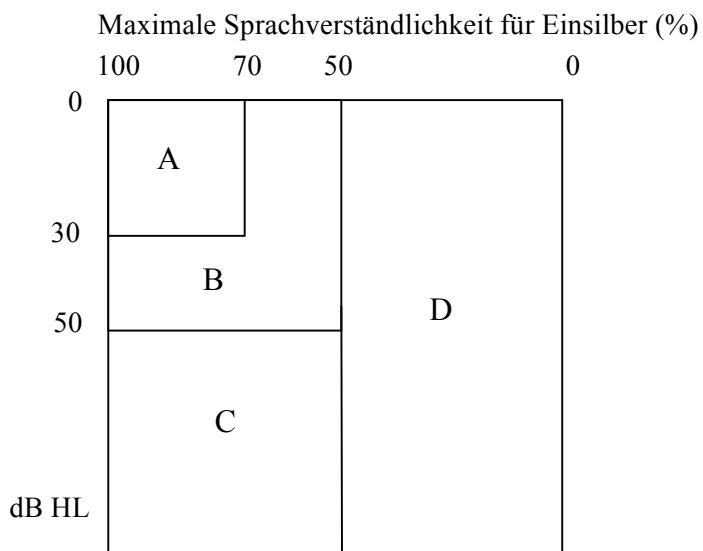 Maximale Sprachverständlichkeit für Einsilber (%)
100 70 50 0
0
A
30
B
D
50
C
dB HL